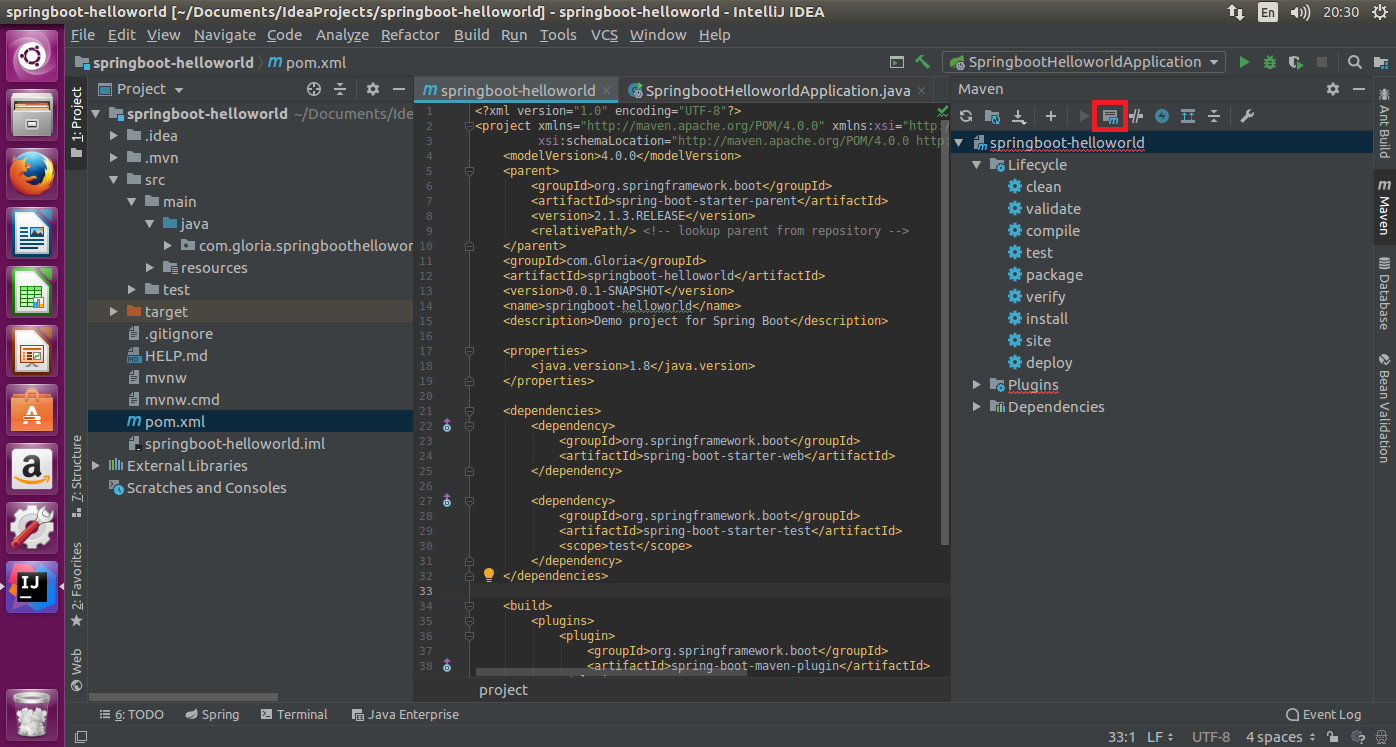 springboot-helloworld [~/Documents/IdeaProjects/springboot-helloworld] - springboot-helloworld - IntelliJ IDEA
En
20:30
File Edit View Navigate Code Analyze Refactor Build Run Tools VCS Window Help
springboot-helloworld
pom.xml
SpringbootHelloworldApplication
1: Project
7: Structure
2: Favorites
Web
Project
springboot-helloworld ~/Documents/Ide
.idea
.mvn
src
main
java
com.gloria.springboothellowor
resources
test
target
.gitignore
HELP.md
mvnw
mvnw.cmd
pom.xml
springboot-helloworld.iml
External Libraries
Scratches and Consoles
springboot-helloworld
SpringbootHelloworldApplication.java
1 <?xml version="1.0" encoding="UTF-8"?>
2 <project xmlns="http://maven.apache.org/POM/4.0.0" xmlns:xsi="http:/
3 xsi:schemaLocation="http://maven.apache.org/POM/4.0.0 http:
4 <modelVersion>4.0.0</modelVersion>
5 <parent>
6 <groupId>org.springframework.boot</groupId>
7 <artifactId>spring-boot-starter-parent</artifactId>
8 <version>2.1.3.RELEASE</version>
9 <relativePath/> <!-- lookup parent from repository -->
10 </parent>
11 <groupId>com.Gloria</groupId>
12 <artifactId>springboot-helloworld</artifactId>
13 <version>0.0.1-SNAPSHOT</version>
14 <name>springboot-helloworld</name>
15 <description>Demo project for Spring Boot</description>
16
17 <properties>
18 <java.version>1.8</java.version>
19 </properties>
20
21 <dependencies>
22 <dependency>
23 <groupId>org.springframework.boot</groupId>
24 <artifactId>spring-boot-starter-web</artifactId>
25 </dependency>
26
27 <dependency>
28 <groupId>org.springframework.boot</groupId>
29 <artifactId>spring-boot-starter-test</artifactId>
30 <scope>test</scope>
31 </dependency>
32 </dependencies>
33
34 <build>
35 <plugins>
36 <plugin>
37 <groupId>org.springframework.boot</groupId>
38 <artifactId>spring-boot-maven-plugin</artifactId>
project
Maven
springboot-helloworld
Lifecycle
clean
validate
compile
test
package
verify
install
site
deploy
Plugins
Dependencies
Ant Build
Maven
Database
Bean Validation
6: TODO
Spring
Terminal
Java Enterprise
Event Log
33:1 LF UTF-8 4 spaces